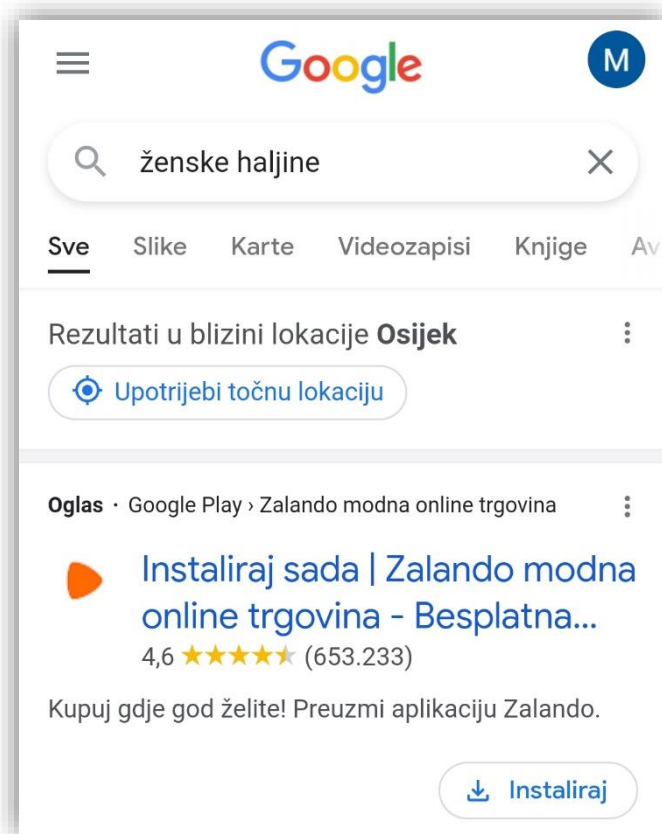 Google
M
ženske haljine
Sve Slike Karte Videozapisi Knjige Av
Rezultati u blizini lokacije Osijek
Upotrijebi točnu lokaciju
Oglas · Google Play › Zalando modna online trgovina
Instaliraj sada | Zalando modna
online trgovina - Besplatna...
4,6 (653.233)
Kupuj gdje god želite! Preuzmi aplikaciju Zalando.
Instaliraj